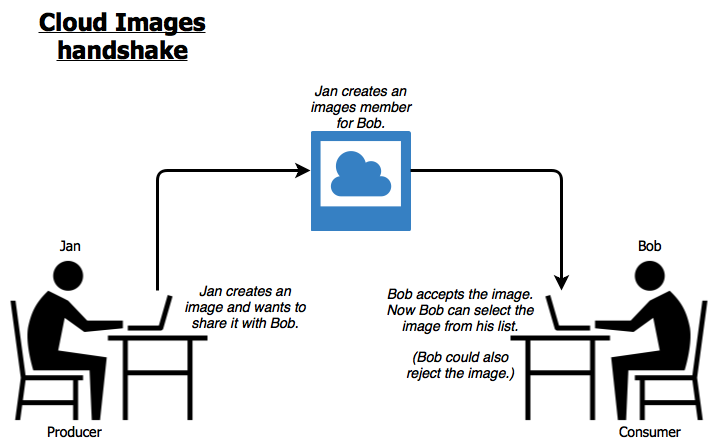 Cloud Images
handshake
Jan creates an
images member
for Bob.
Jan
Bob
Jan creates an
image and wants to
share it with Bob.
Bob accepts the image.
Now Bob can select the
image from his list.
(Bob could also
reject the image.)
Producer
Consumer